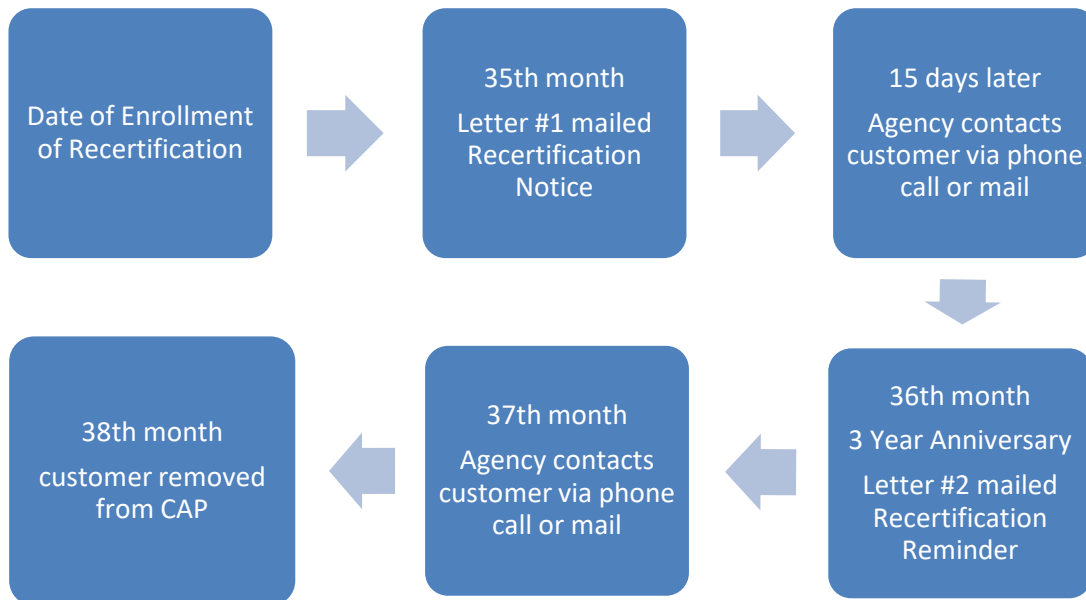 Date of Enrollment
of Recertification
35th month
Letter #1 mailed
Recertification
Notice
15 days later
Agency contacts
customer via phone
call or mail
36th month
3 Year Anniversary
Letter #2 mailed
Recertification
Reminder
37th month
Agency contacts
customer via phone
call or mail
38th month
customer removed
from CAP